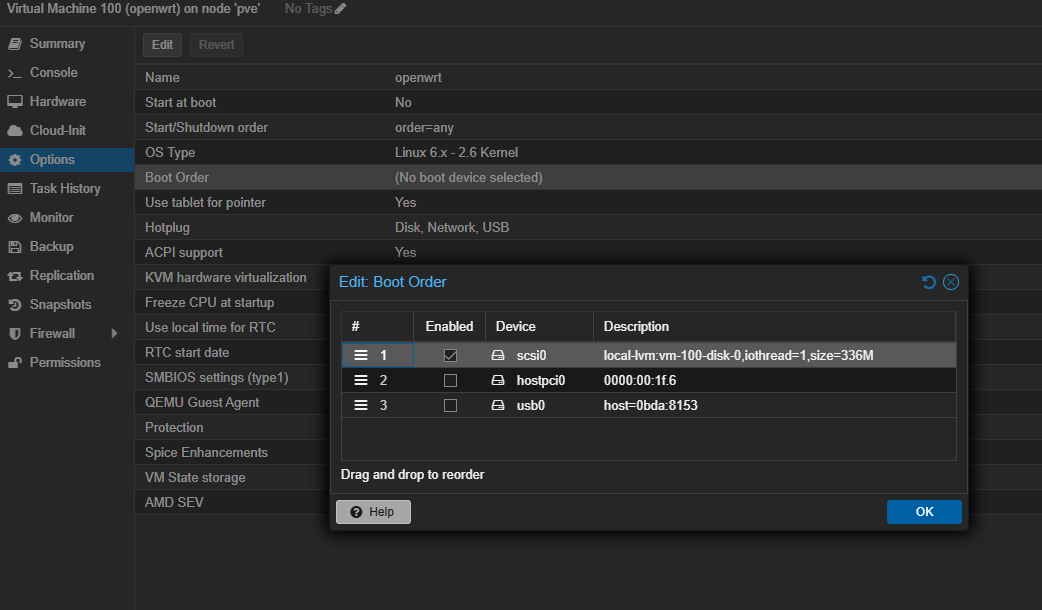 Virtual Machine 100 (openwrt) on node 'pve' No Tags
Summary
Console
Hardware
Cloud-Init
Options
Task History
Monitor
Backup
Replication
Snapshots
Firewall
Permissions
Edit Revert
Name openwrt
Start at boot No
Start/Shutdown order order=any
OS Type Linux 6.x - 2.6 Kernel
Boot Order (No boot device selected)
Use tablet for pointer Yes
Hotplug Disk, Network, USB
ACPI support Yes
KVM hardware virtualization
Freeze CPU at startup
Use local time for RTC
RTC start date
SMBIOS settings (type1)
QEMU Guest Agent
Protection
Spice Enhancements
VM State storage
AMD SEV
Edit: Boot Order
# Enabled Device Description
1 scsi0 local-lvm:vm-100-disk-0,iothread=1,size=336M
2 hostpci0 0000:00:1f.6
3 usb0 host=0bda:8153
Drag and drop to reorder
Help OK